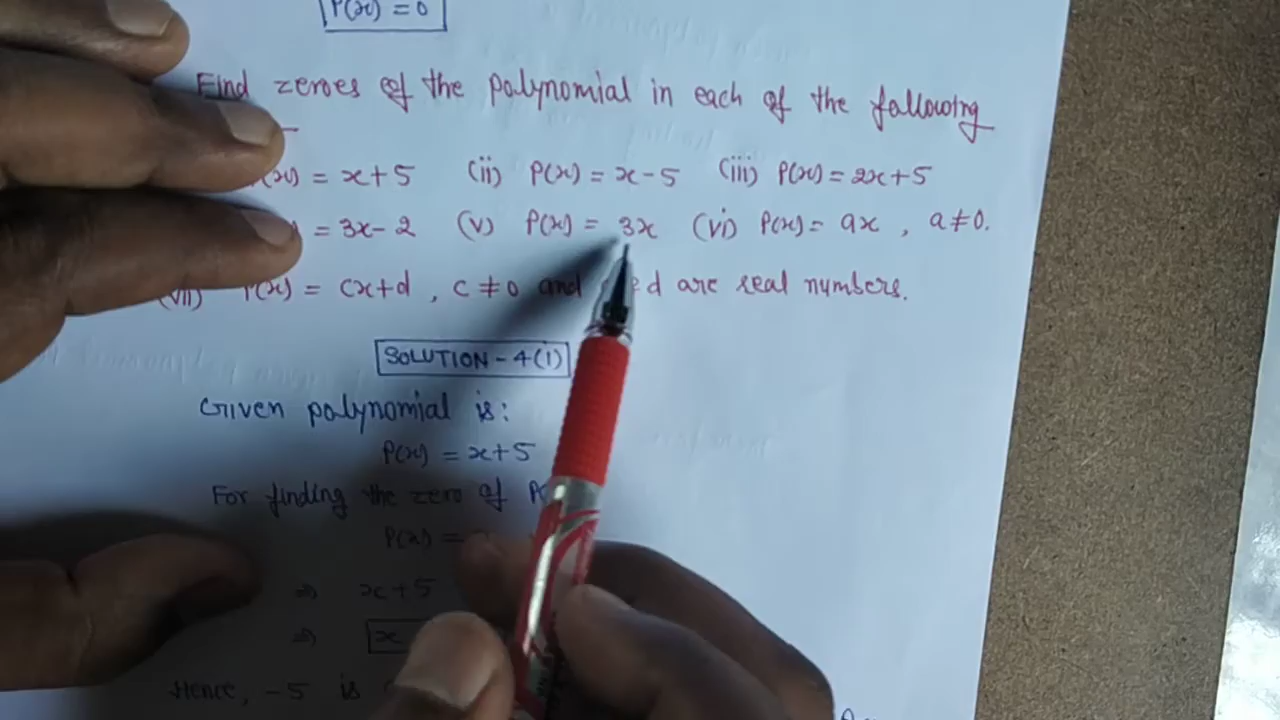 P(x) = 0
Find zeroes of the polynomial in each of the following
= x+5 (ii) P(x) = x-5 (iii) P(x) = 2x+5
= 3x-2 (v) P(x) = 3x (vi) P(x) = ax , a≠0.
(vii) P(x) = cx+d , c≠0 and d are real numbers.
SOLUTION-4(i)
Given polynomial is:
P(x) = x+5
For finding the zero of
P(x) =
⇒ x+5
⇒ x
Hence, -5 is